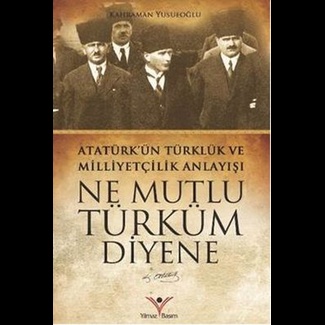 KAHRAMAN YUSUFOĞLU
ATATÜRK'ÜN TÜRKLÜK VE
MİLLİYETÇİLİK ANLAYIŞI
NE MUTLU
TÜRKÜM
DİYENE
Yılmaz Basım